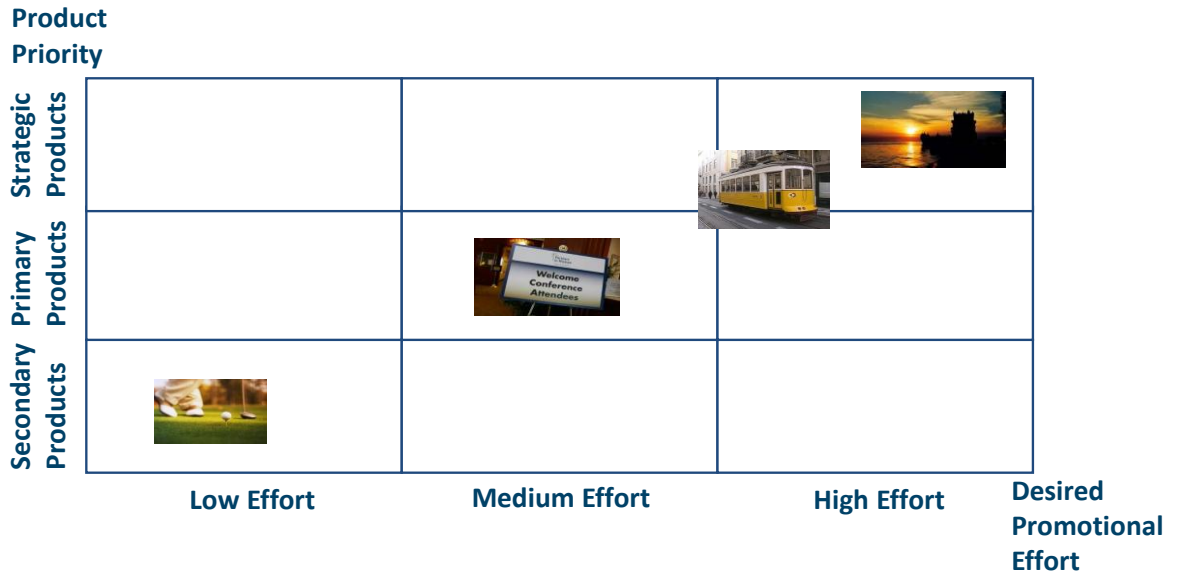 Product
Priority
Strategic
Products
Primary
Products
Welcome
Conference
Attendees
Secondary
Products
Low Effort
Medium Effort
High Effort
Desired
Promotional
Effort